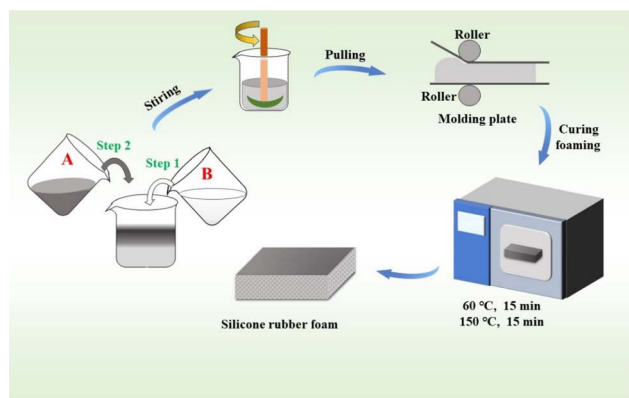 Stiring
Pulling
Roller
Roller
Molding plate
A
Step 2
Step 1
B
Curing
foaming
60 °C, 15 min
150 °C, 15 min
Silicone rubber foam